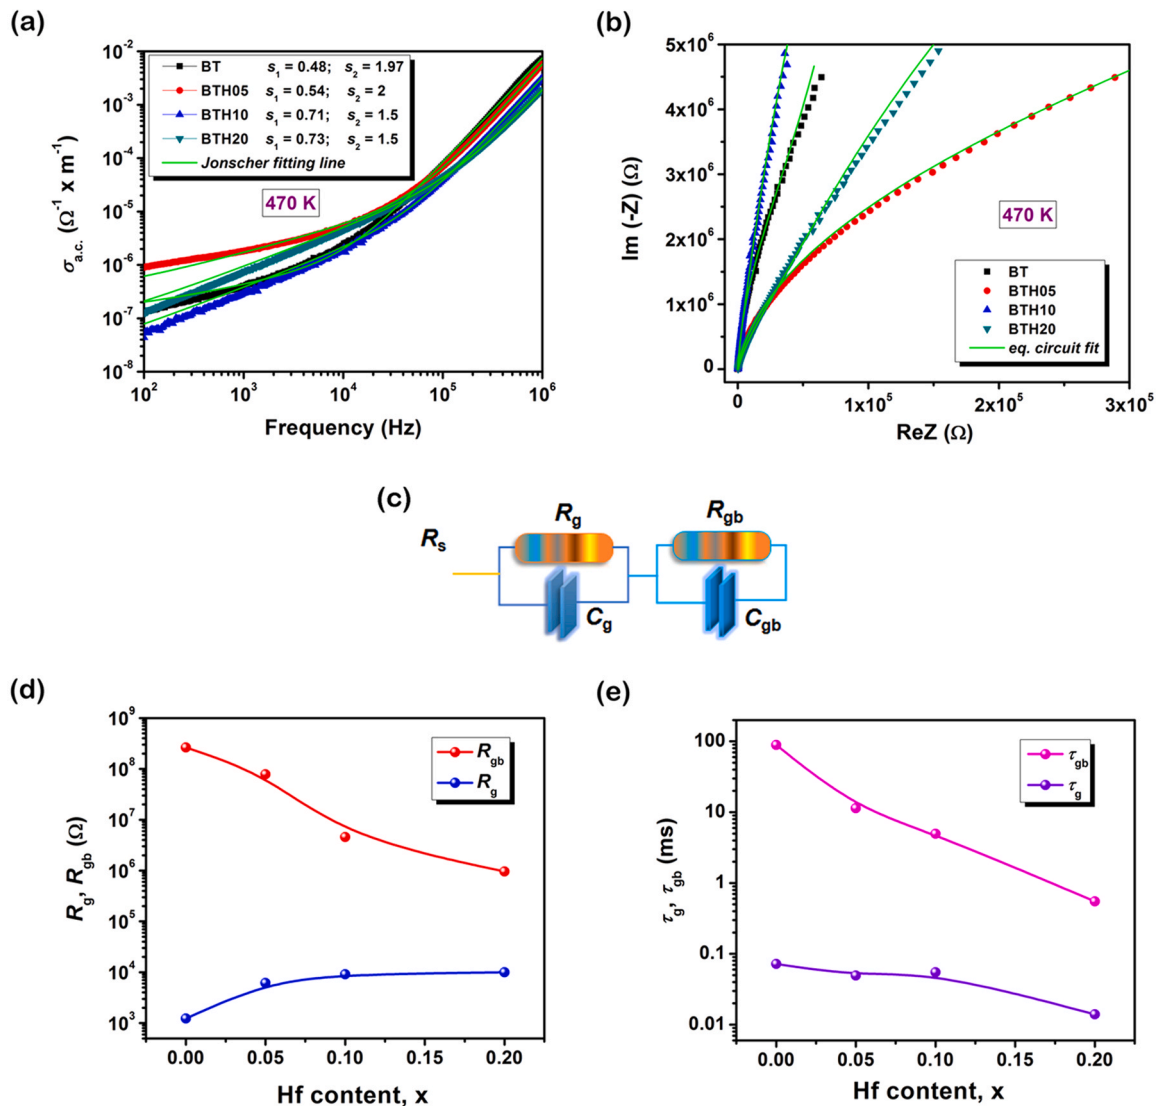 (a)
10⁻²
10⁻³
10⁻⁴
10⁻⁵
10⁻⁶
10⁻⁷
10⁻⁸
σa.c. (Ω⁻¹ x m⁻¹)
BT s₁ = 0.48; s₂ = 1.97
BTH05 s₁ = 0.54; s₂ = 2
BTH10 s₁ = 0.71; s₂ = 1.5
BTH20 s₁ = 0.73; s₂ = 1.5
Jonscher fitting line
470 K
10² 10³ 10⁴ 10⁵ 10⁶
Frequency (Hz)
(b)
5x10⁶
4x10⁶
3x10⁶
2x10⁶
1x10⁶
0
Im (-Z) (Ω)
470 K
BT
BTH05
BTH10
BTH20
eq. circuit fit
0 1x10⁵ 2x10⁵ 3x10⁵
ReZ (Ω)
(c)
Rs
Rg
Rgb
Cg
Cgb
(d)
10⁹
10⁸
10⁷
10⁶
10⁵
10⁴
10³
Rg, Rgb (Ω)
Rgb
Rg
0.00 0.05 0.10 0.15 0.20
Hf content, x
(e)
100
10
1
0.1
0.01
τg, τgb (ms)
τgb
τg
0.00 0.05 0.10 0.15 0.20
Hf content, x